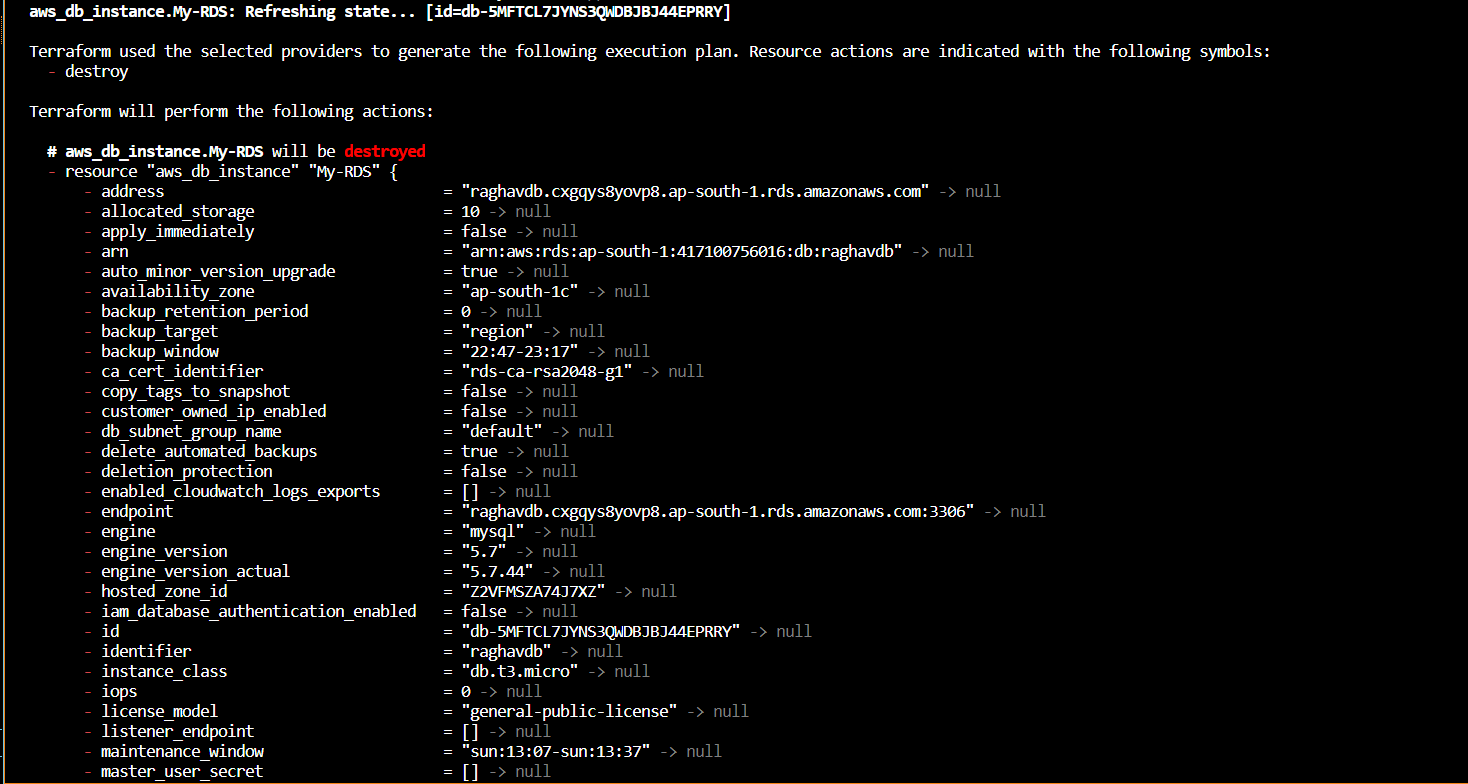 aws_db_instance.My-RDS: Refreshing state... [id=db-5MFTCL7JYNS3QWDBJBJ44EPRRY]
Terraform used the selected providers to generate the following execution plan. Resource actions are indicated with the following symbols:
- destroy
Terraform will perform the following actions:
# aws_db_instance.My-RDS will be destroyed
- resource "aws_db_instance" "My-RDS" {
- address = "raghavdb.cxgqys8yovp8.ap-south-1.rds.amazonaws.com" -> null
- allocated_storage = 10 -> null
- apply_immediately = false -> null
- arn = "arn:aws:rds:ap-south-1:417100756016:db:raghavdb" -> null
- auto_minor_version_upgrade = true -> null
- availability_zone = "ap-south-1c" -> null
- backup_retention_period = 0 -> null
- backup_target = "region" -> null
- backup_window = "22:47-23:17" -> null
- ca_cert_identifier = "rds-ca-rsa2048-g1" -> null
- copy_tags_to_snapshot = false -> null
- customer_owned_ip_enabled = false -> null
- db_subnet_group_name = "default" -> null
- delete_automated_backups = true -> null
- deletion_protection = false -> null
- enabled_cloudwatch_logs_exports = [] -> null
- endpoint = "raghavdb.cxgqys8yovp8.ap-south-1.rds.amazonaws.com:3306" -> null
- engine = "mysql" -> null
- engine_version = "5.7" -> null
- engine_version_actual = "5.7.44" -> null
- hosted_zone_id = "Z2VFMSZA74J7XZ" -> null
- iam_database_authentication_enabled = false -> null
- id = "db-5MFTCL7JYNS3QWDBJBJ44EPRRY" -> null
- identifier = "raghavdb" -> null
- instance_class = "db.t3.micro" -> null
- iops = 0 -> null
- license_model = "general-public-license" -> null
- listener_endpoint = [] -> null
- maintenance_window = "sun:13:07-sun:13:37" -> null
- master_user_secret = [] -> null